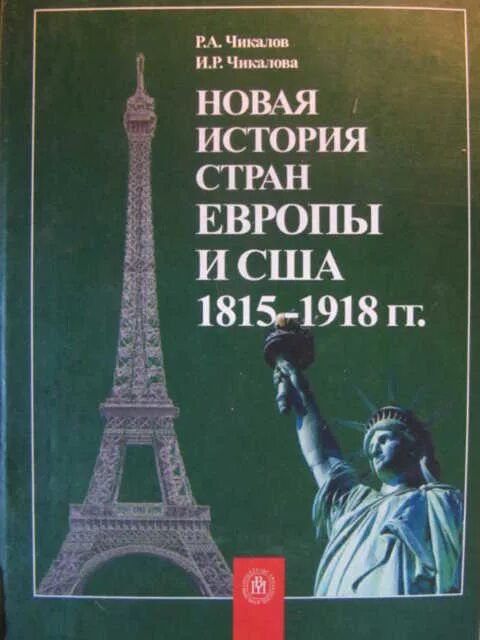 Р.А. Чикалов
И.Р. Чикалова
НОВАЯ
ИСТОРИЯ
СТРАН
ЕВРОПЫ
И США
1815-1918 гг.